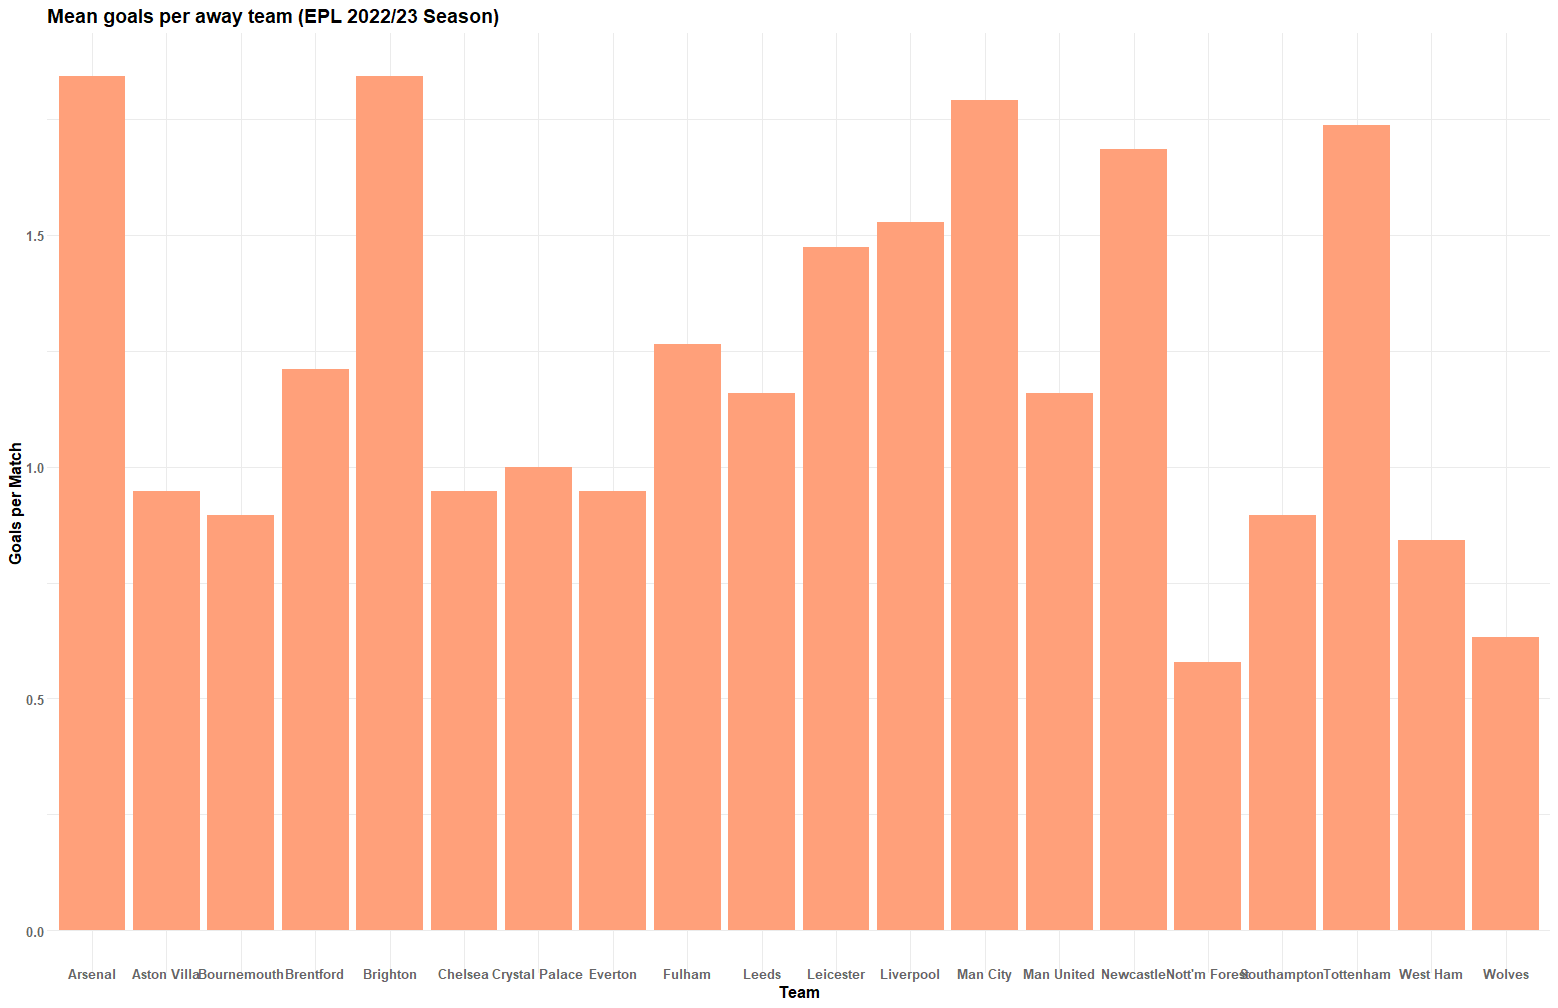 Mean goals per away team (EPL 2022/23 Season)
Goals per Match
1.5
1.0
0.5
0.0
Arsenal Aston Villa Bournemouth Brentford Brighton Chelsea Crystal Palace Everton Fulham Leeds Leicester Liverpool Man City Man United Newcastle Nott'm Forest Southampton Tottenham West Ham Wolves
Team